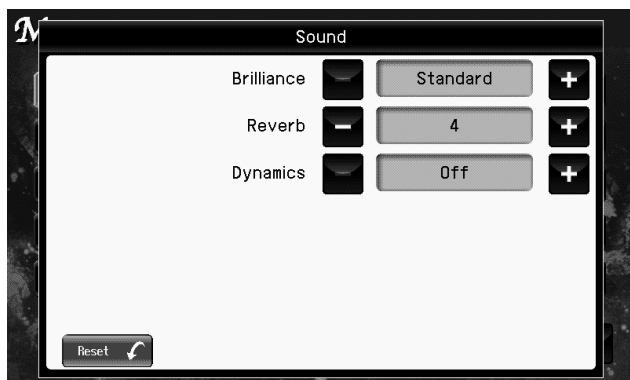 Sound
Brilliance - Standard +
Reverb - 4 +
Dynamics - Off +
Reset